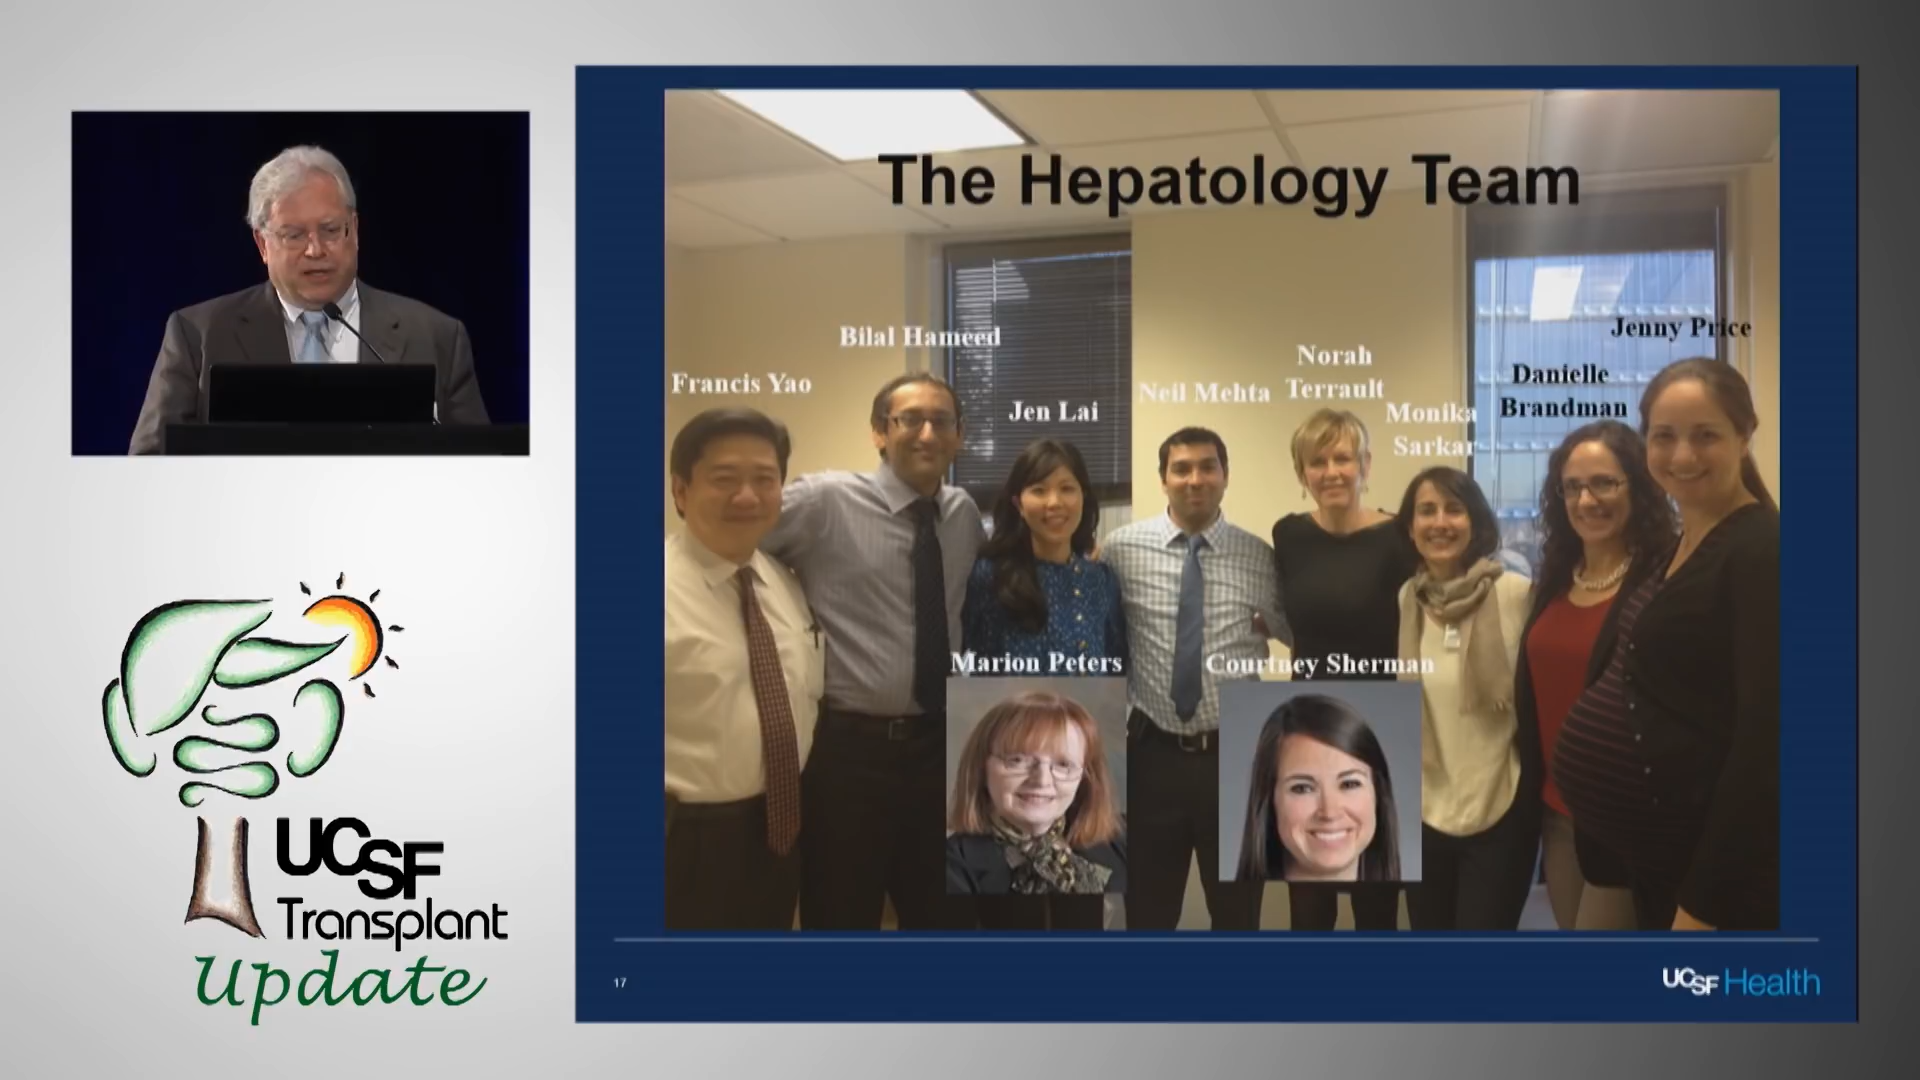 The Hepatology Team
Jenny Price
Bilal Hameed
Norah
Terrault
Danielle
Brandman
Francis Yao
Neil Mehta
Jen Lai
Monika
Sarkar
Marion Peters
Courtney Sherman
UCSF
Transplant
Update
17
UCSF Health